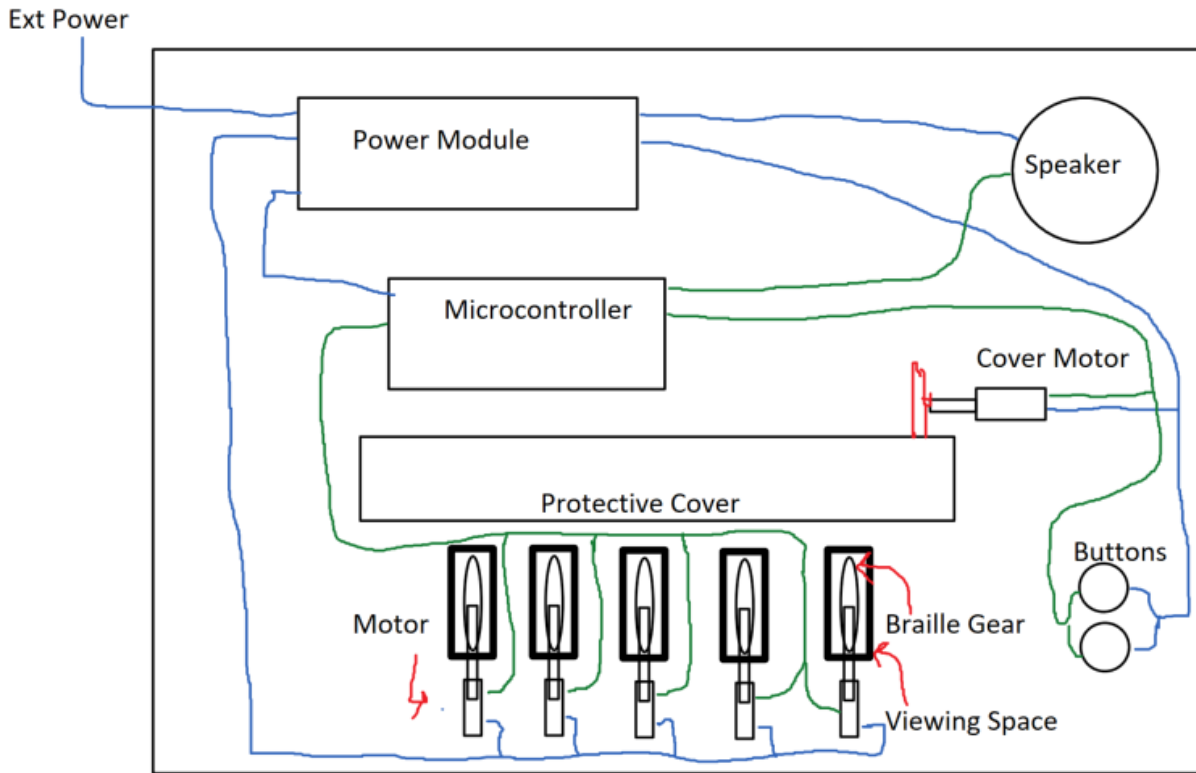 Ext Power
Power Module
Speaker
Microcontroller
Cover Motor
Protective Cover
Buttons
Motor
Braille Gear
Viewing Space